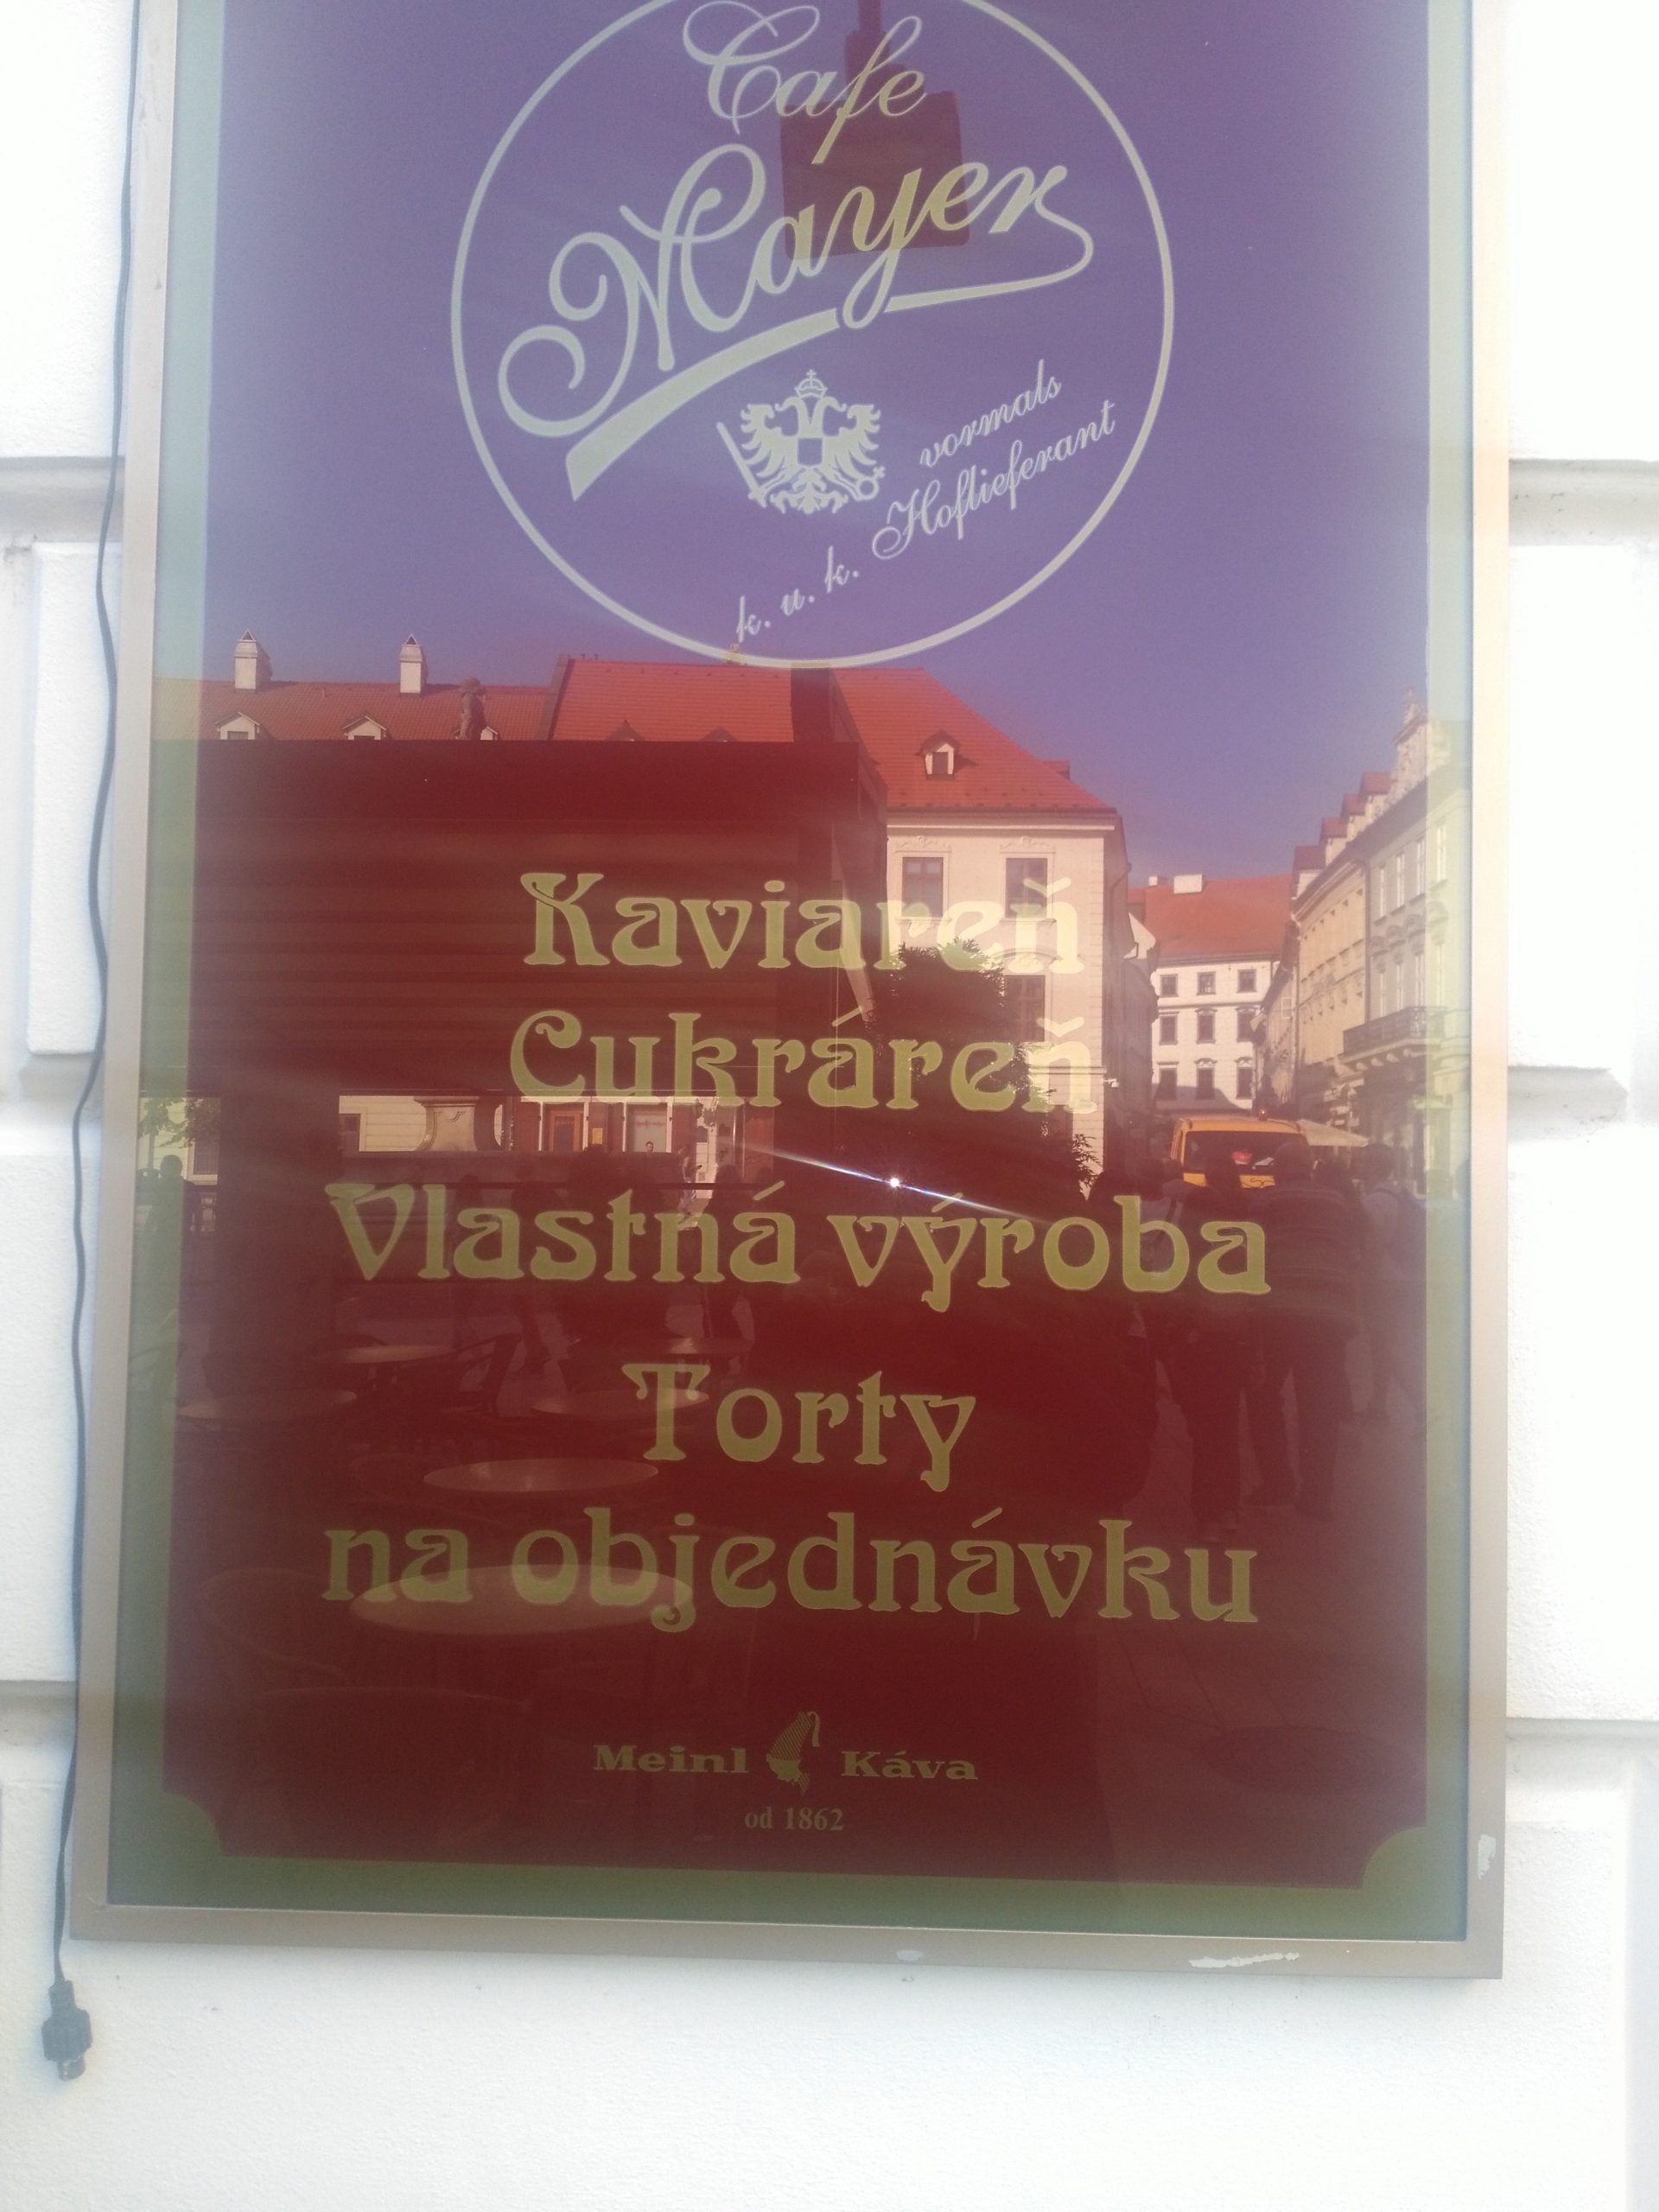 Cafe
Mayer
vormals
k. u. k. Hoflieferant
Kaviareň
Cukráreň
Vlastná výroba
Torty
na objednávku
Meinl Káva
od 1862